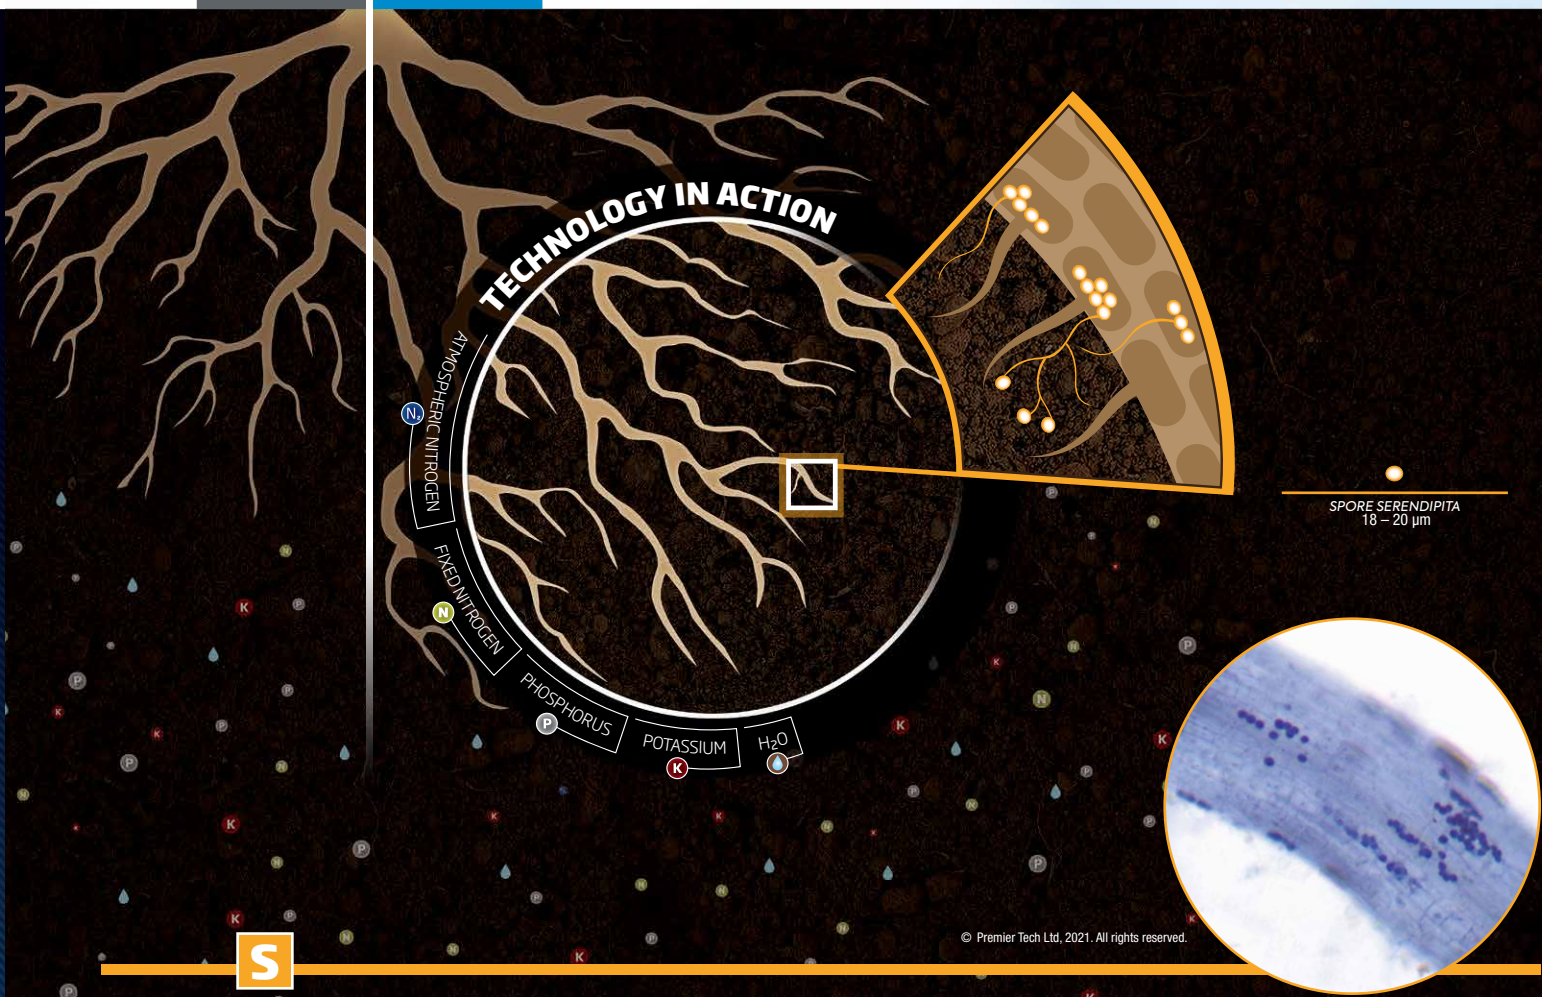 TECHNOLOGY IN ACTION
ATMOSPHERIC NITROGEN
N₂
FIXED NITROGEN
N
PHOSPHORUS
P
POTASSIUM
K
H₂O
SPORE SERENDIPITA
18 – 20 µm
© Premier Tech Ltd, 2021. All rights reserved.
S